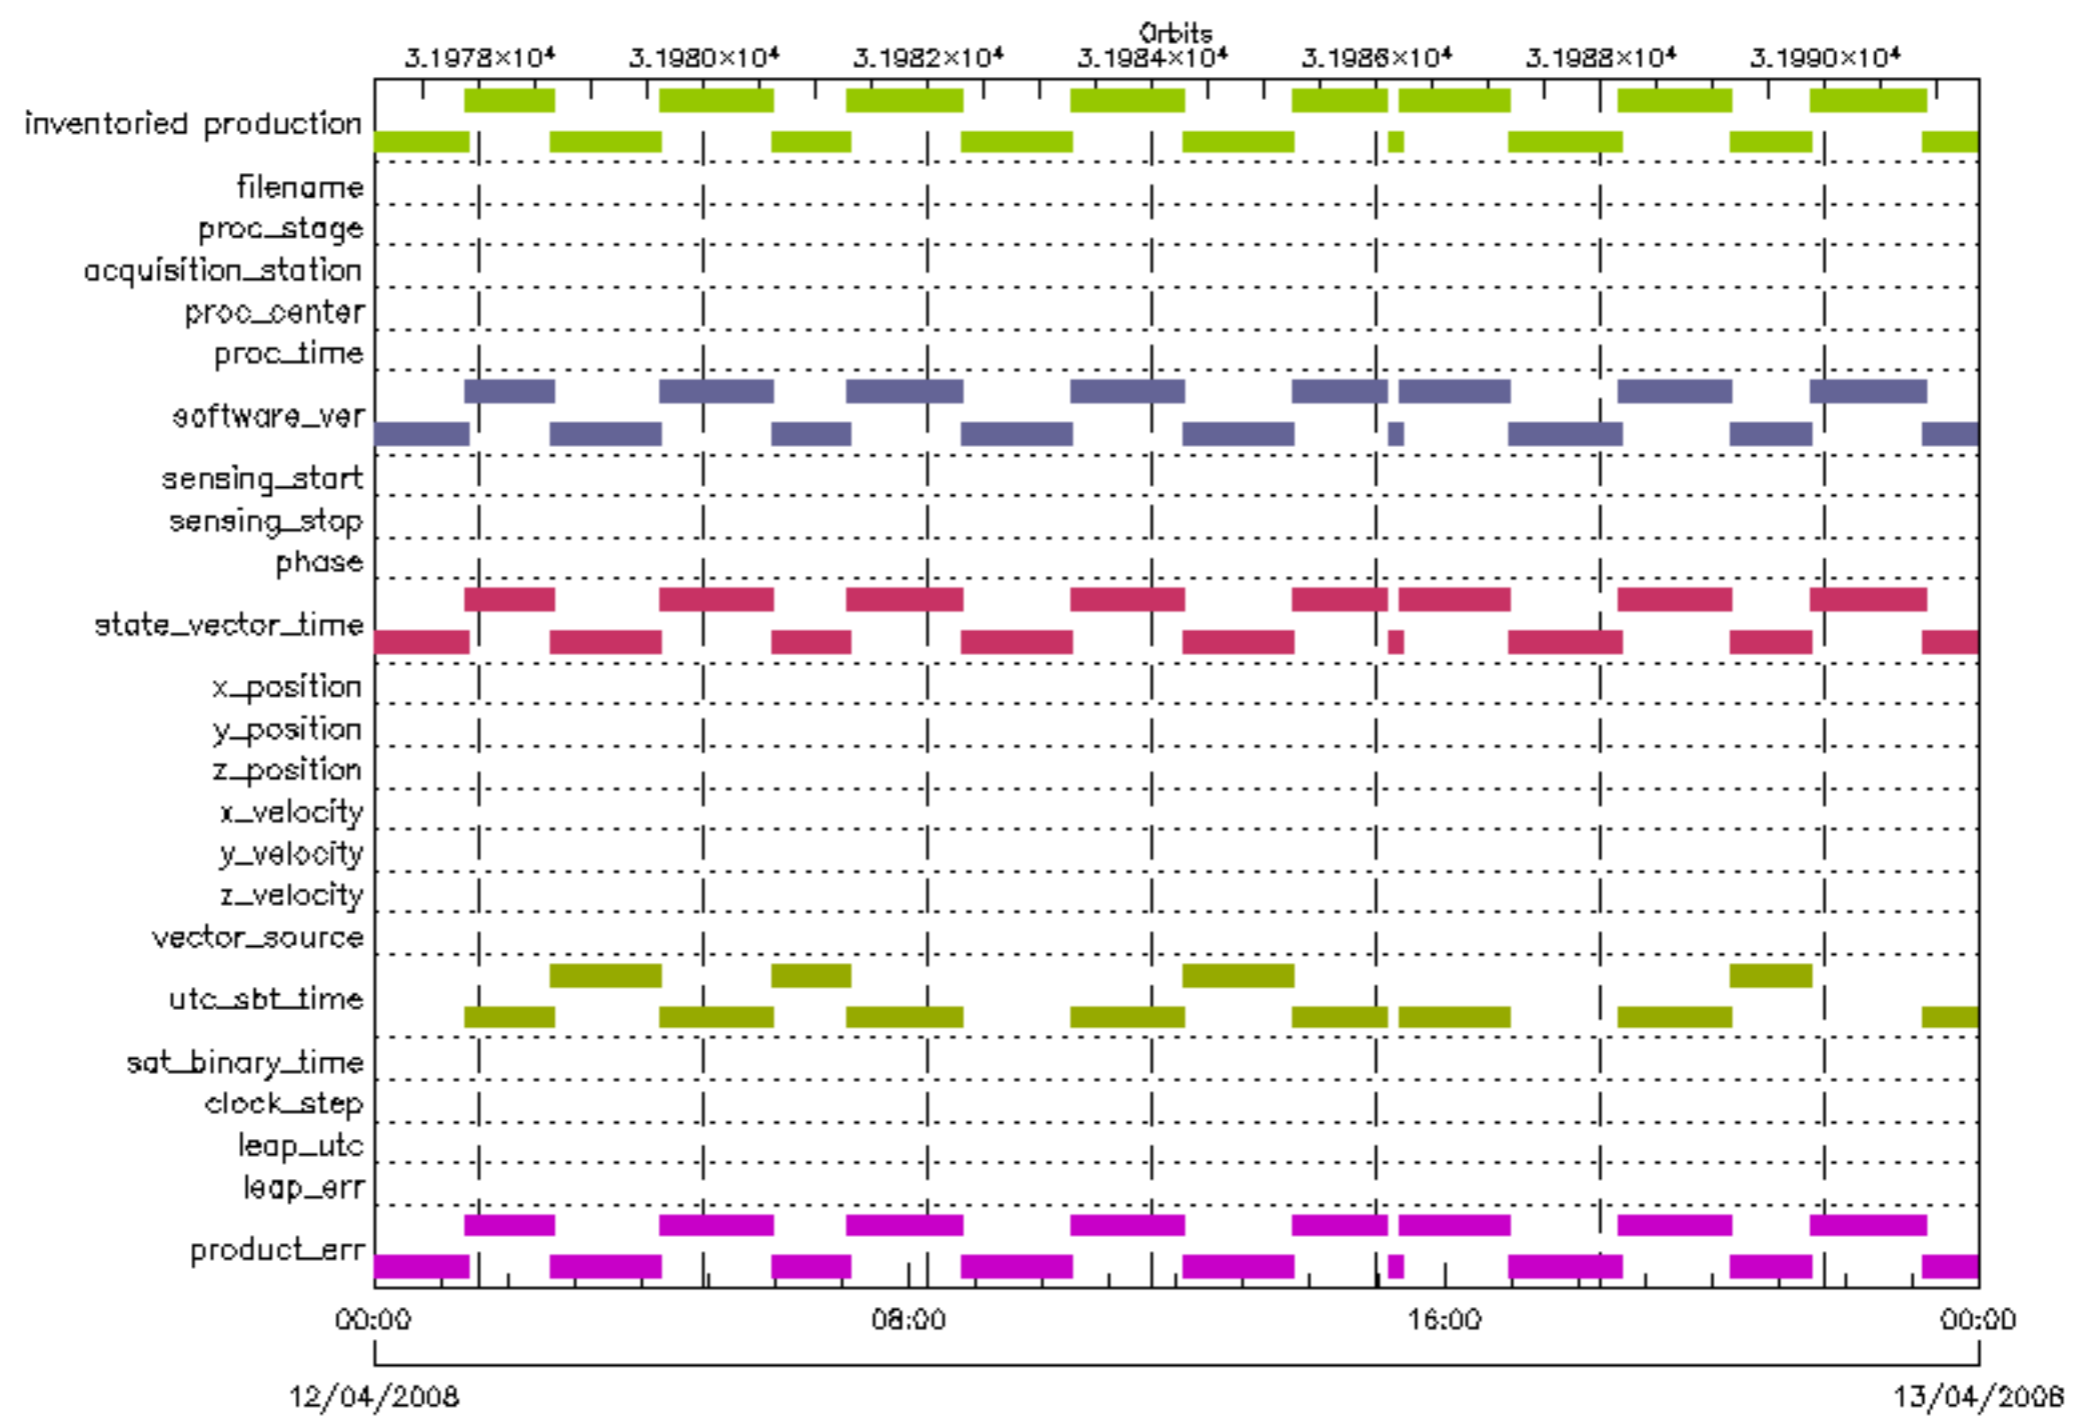 Orbits
3.1978×10⁴ 3.1980×10⁴ 3.1982×10⁴ 3.1984×10⁴ 3.1986×10⁴ 3.1988×10⁴ 3.1990×10⁴
inventoried production
filename
proc_stage
acquisition_station
proc_center
proc_time
software_ver
sensing_start
sensing_stop
phase
state_vector_time
x_position
y_position
z_position
x_velocity
y_velocity
z_velocity
vector_source
utc_sbt_time
sat_binary_time
clock_step
leap_utc
leap_err
product_err
00:00 08:00 16:00 00:00
12/04/2008 13/04/2008